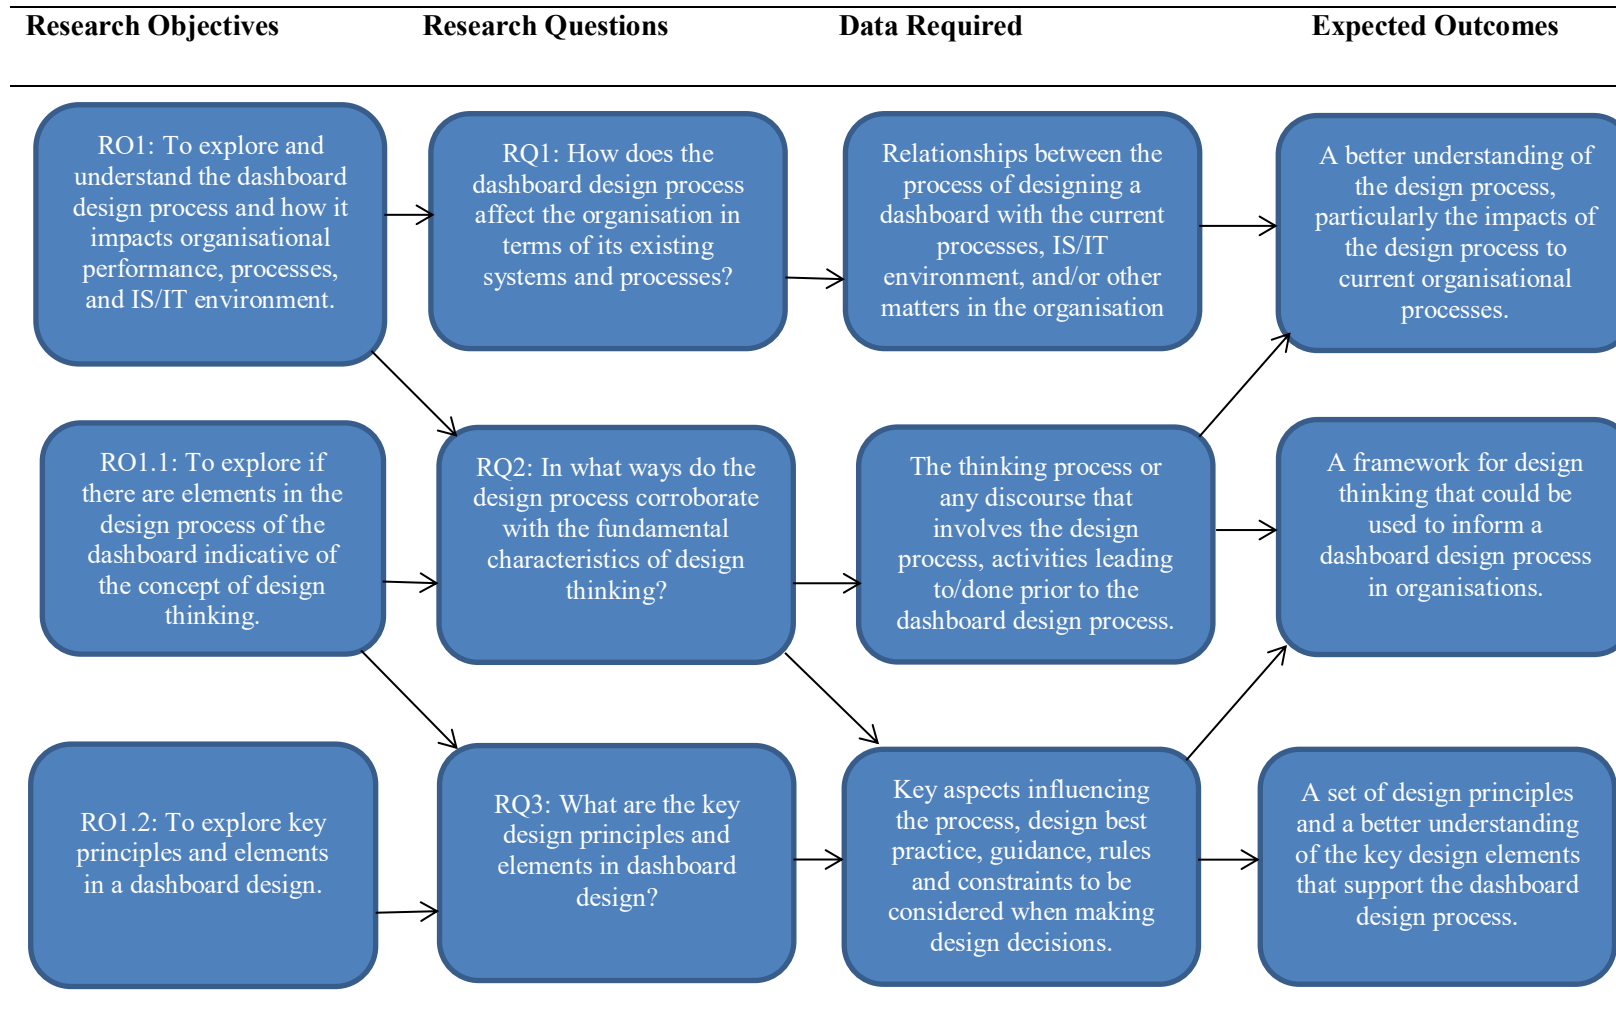 Research Objectives
Research Questions
Data Required
Expected Outcomes
RO1: To explore and
understand the dashboard
design process and how it
impacts organisational
performance, processes,
and IS/IT environment.
RQ1: How does the
dashboard design process
affect the organisation in
terms of its existing
systems and processes?
Relationships between the
process of designing a
dashboard with the current
processes, IS/IT
environment, and/or other
matters in the organisation
A better understanding of
the design process,
particularly the impacts of
the design process to
current organisational
processes.
RO1.1: To explore if
there are elements in the
design process of the
dashboard indicative of
the concept of design
thinking.
RQ2: In what ways do the
design process corroborate
with the fundamental
characteristics of design
thinking?
The thinking process or
any discourse that
involves the design
process, activities leading
to/done prior to the
dashboard design process.
A framework for design
thinking that could be
used to inform a
dashboard design process
in organisations.
RO1.2: To explore key
principles and elements
in a dashboard design.
RQ3: What are the key
design principles and
elements in dashboard
design?
Key aspects influencing
the process, design best
practice, guidance, rules
and constraints to be
considered when making
design decisions.
A set of design principles
and a better understanding
of the key design elements
that support the dashboard
design process.